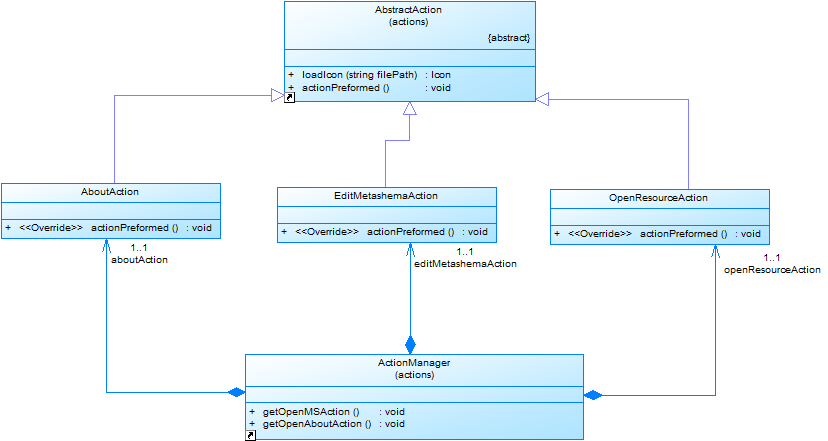 AbstractAction
(actions)
{abstract}
+ loadIcon (string filePath) : Icon
+ actionPreformed () : void
AboutAction
+ <<Override>> actionPreformed () : void
EditMetashemaAction
+ <<Override>> actionPreformed () : void
OpenResourceAction
+ <<Override>> actionPreformed () : void
1..1
aboutAction
1..1
editMetashemaAction
1..1
openResourceAction
ActionManager
(actions)
+ getOpenMSAction () : void
+ getOpenAboutAction () : void